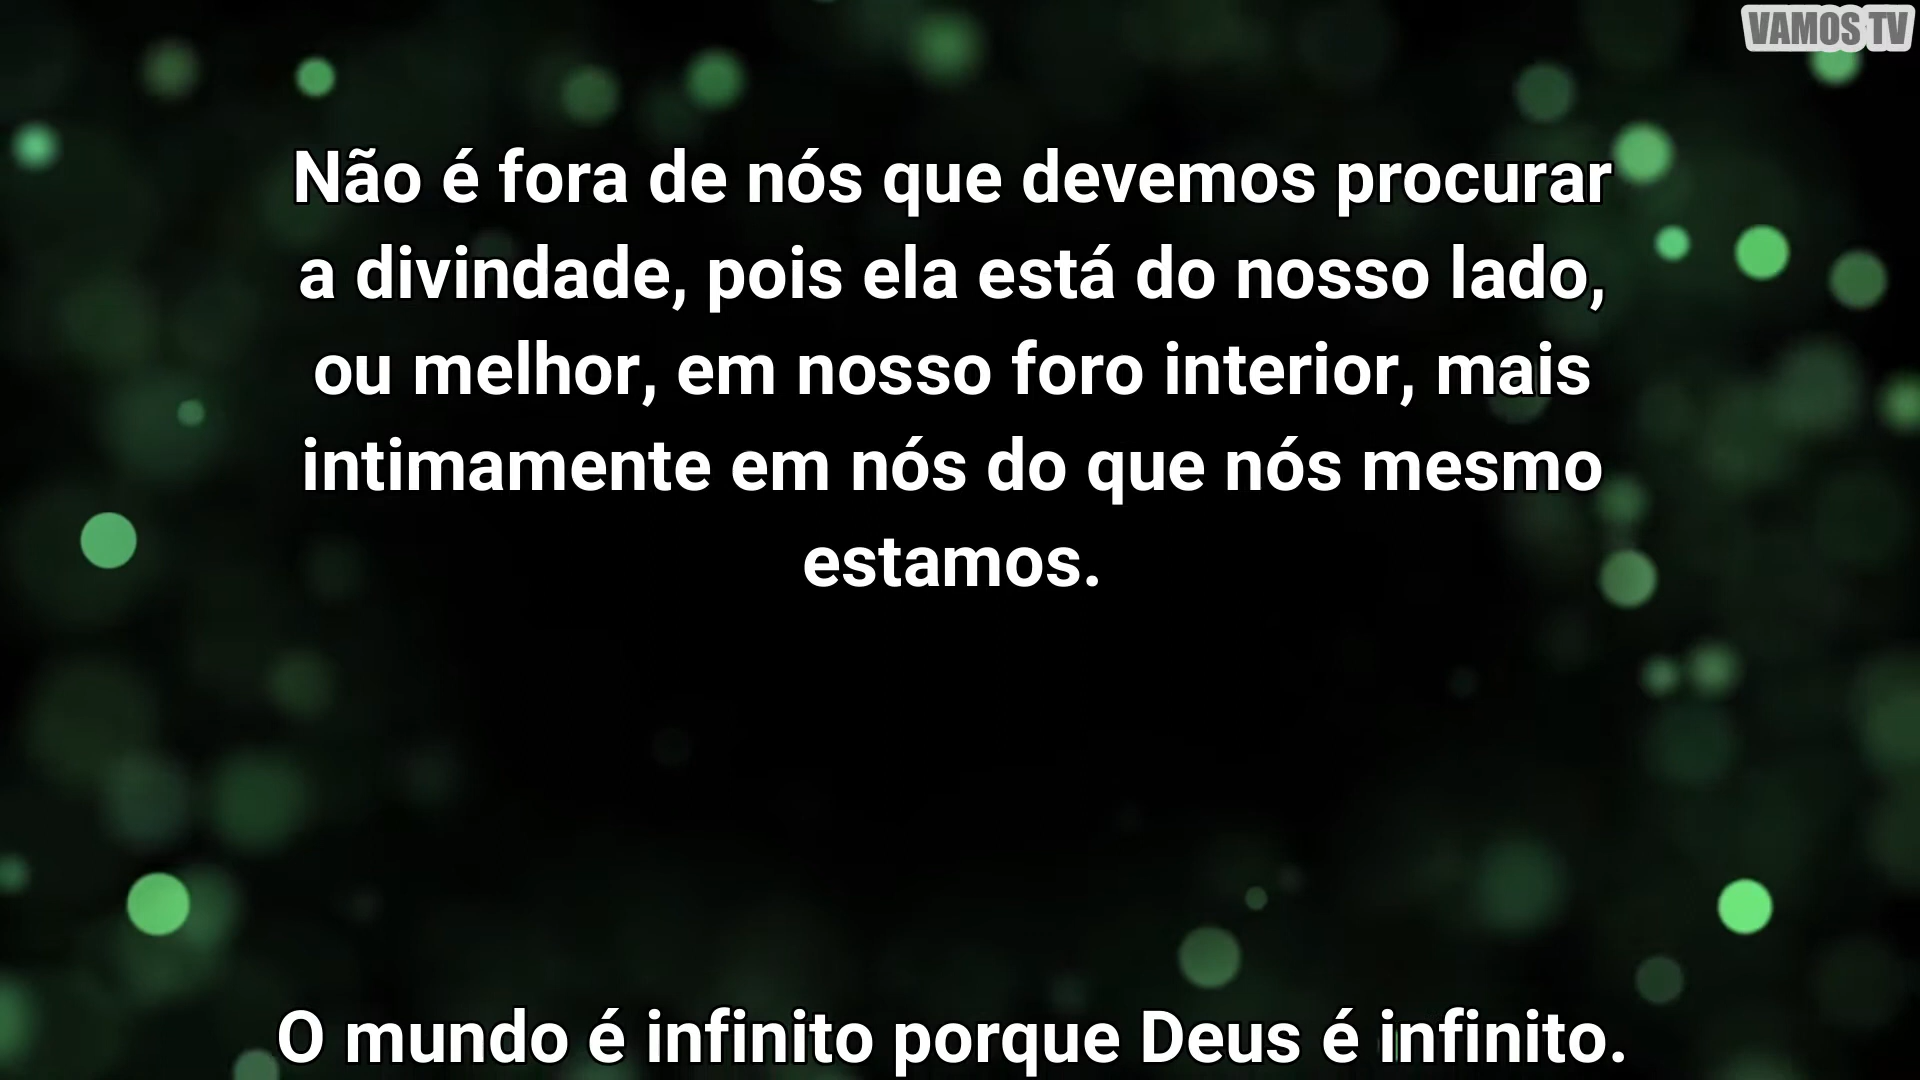 VAMOS TV
Não é fora de nós que devemos procurar
a divindade, pois ela está do nosso lado,
ou melhor, em nosso foro interior, mais
intimamente em nós do que nós mesmo
estamos.
O mundo é infinito porque Deus é infinito.